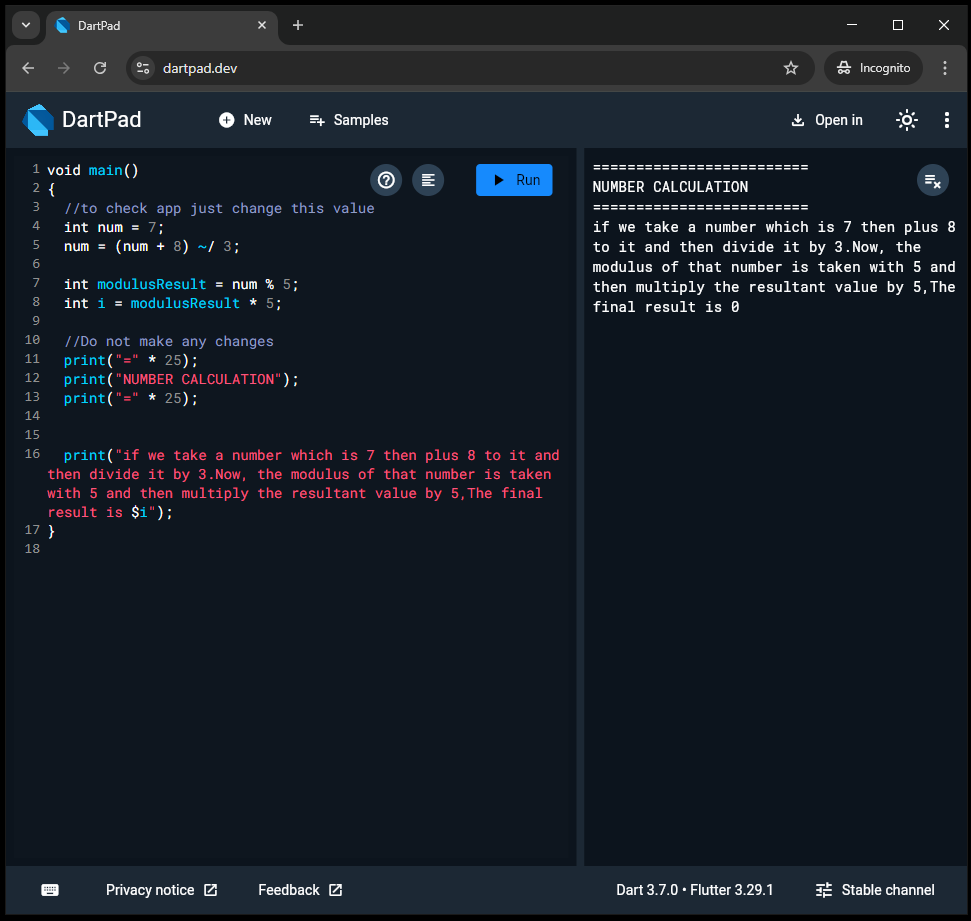 DartPad
dartpad.dev
Incognito
DartPad
New
Samples
Open in
Run
1 void main()
2 {
3 //to check app just change this value
4 int num = 7;
5 num = (num + 8) ~/ 3;
6
7 int modulusResult = num % 5;
8 int i = modulusResult * 5;
9
10 //Do not make any changes
11 print("=" * 25);
12 print("NUMBER CALCULATION");
13 print("=" * 25);
14
15
16 print("if we take a number which is 7 then plus 8 to it and
then divide it by 3.Now, the modulus of that number is taken
with 5 and then multiply the resultant value by 5,The final
result is $i");
17 }
18
=========================
NUMBER CALCULATION
=========================
if we take a number which is 7 then plus 8
to it and then divide it by 3.Now, the
modulus of that number is taken with 5 and
then multiply the resultant value by 5,The
final result is 0
Privacy notice
Feedback
Dart 3.7.0 • Flutter 3.29.1
Stable channel